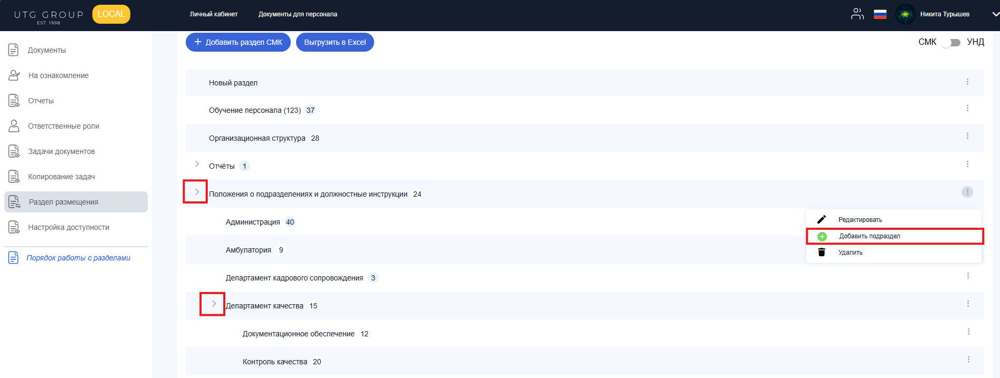 UTG GROUP
EST. 1998
LOCAL
Личный кабинет
Документы для персонала
Никита Турышев
Документы
На ознакомление
Отчеты
Ответственные роли
Задачи документов
Копирование задач
Раздел размещения
Настройка доступности
Порядок работы с разделами
Добавить раздел СМК
Выгрузить в Excel
СМК
УНД
Новый раздел
Обучение персонала (123) 37
Организационная структура 28
Отчёты 1
Положения о подразделениях и должностные инструкции 24
Редактировать
Добавить подраздел
Удалить
Администрация 40
Амбулатория 9
Департамент кадрового сопровождения 3
Департамент качества 15
Документационное обеспечение 12
Контроль качества 20